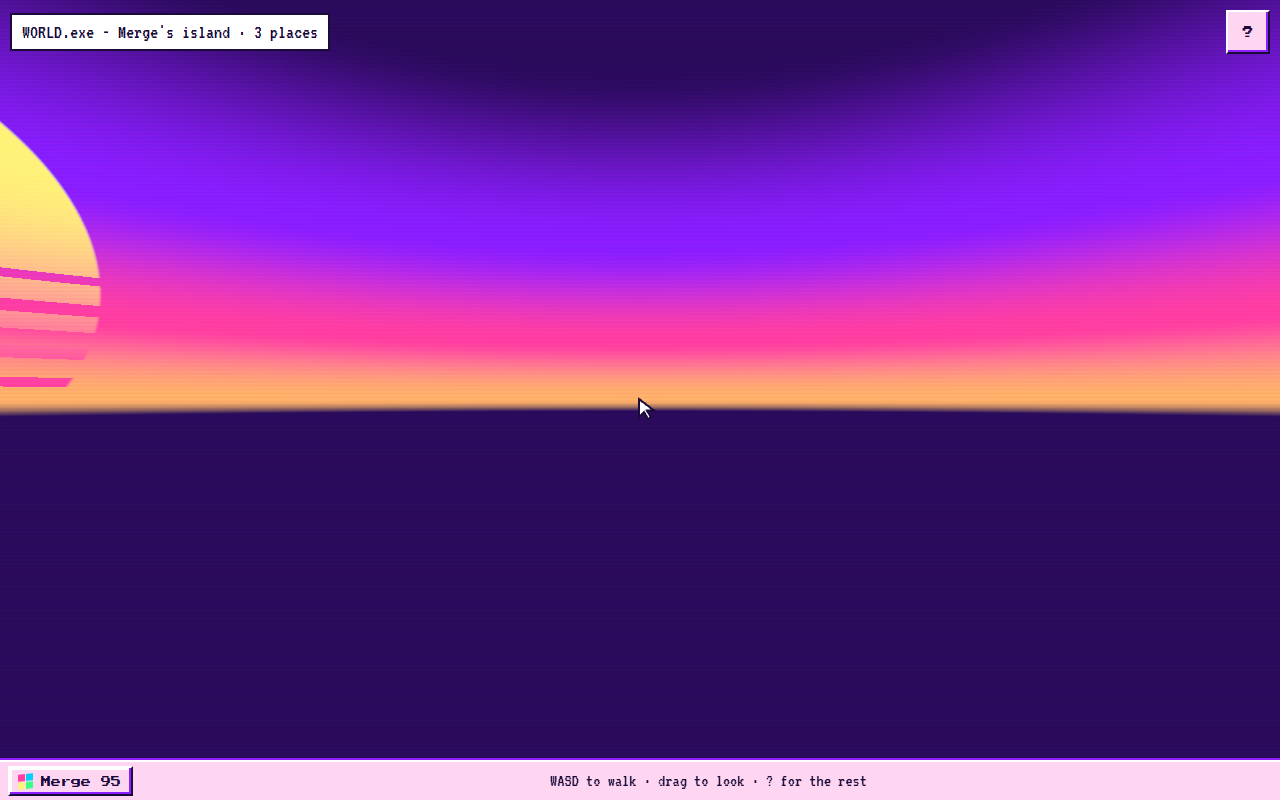 WORLD.exe - Merge's island · 3 places
?
Merge 95
WASD to walk · drag to look · ? for the rest